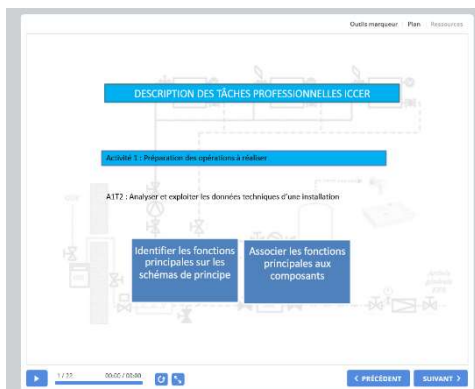 Outils marqueur Plan Ressources
DESCRIPTION DES TÂCHES PROFESSIONNELLES ICCER
Activité 1 : Préparation des opérations à réaliser
A1T2 : Analyser et exploiter les données techniques d'une installation
Identifier les fonctions
principales sur les
schémas de principe
Associer les fonctions
principales aux
composants
00:00 / 00:00
< PRÉCÉDENT
SUIVANT >